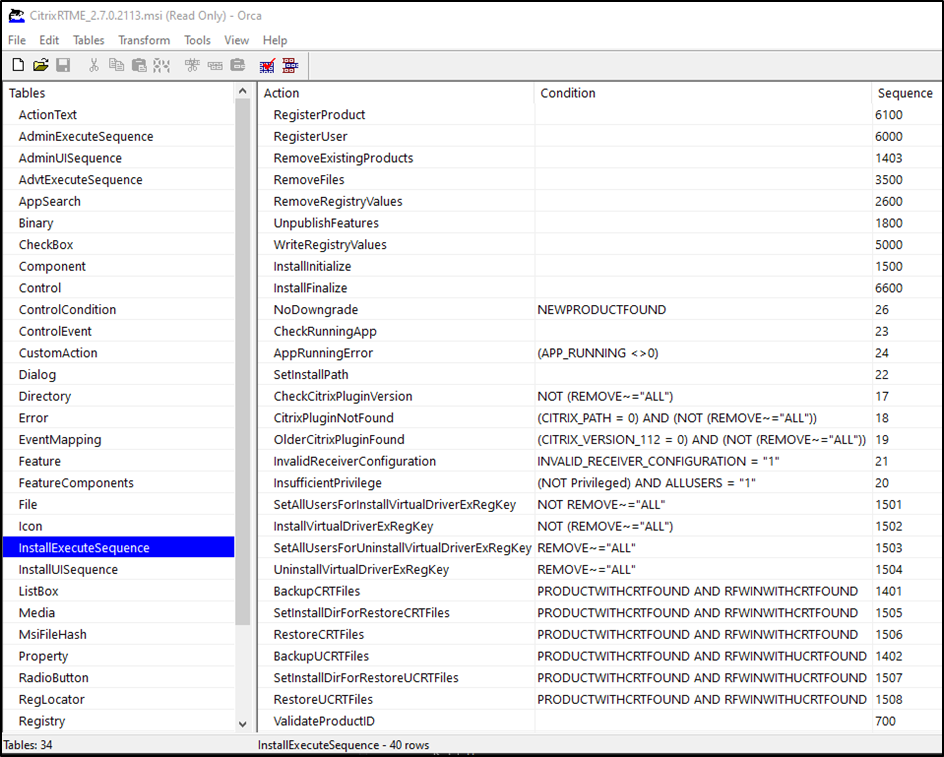 CitrixRTME_2.7.0.2113.msi (Read Only) - Orca
File Edit Tables Transform Tools View Help
Tables
ActionText
AdminExecuteSequence
AdminUISequence
AdvtExecuteSequence
AppSearch
Binary
CheckBox
Component
Control
ControlCondition
ControlEvent
CustomAction
Dialog
Directory
Error
EventMapping
Feature
FeatureComponents
File
Icon
InstallExecuteSequence
InstallUISequence
ListBox
Media
MsiFileHash
Property
RadioButton
RegLocator
Registry
Action Condition Sequence
RegisterProduct 6100
RegisterUser 6000
RemoveExistingProducts 1403
RemoveFiles 3500
RemoveRegistryValues 2600
UnpublishFeatures 1800
WriteRegistryValues 5000
InstallInitialize 1500
InstallFinalize 6600
NoDowngrade NEWPRODUCTFOUND 26
CheckRunningApp 23
AppRunningError (APP_RUNNING <>0) 24
SetInstallPath 22
CheckCitrixPluginVersion NOT (REMOVE~="ALL") 17
CitrixPluginNotFound (CITRIX_PATH = 0) AND (NOT (REMOVE~="ALL")) 18
OlderCitrixPluginFound (CITRIX_VERSION_112 = 0) AND (NOT (REMOVE~="ALL")) 19
InvalidReceiverConfiguration INVALID_RECEIVER_CONFIGURATION = "1" 21
InsufficientPrivilege (NOT Privileged) AND ALLUSERS = "1" 20
SetAllUsersForInstallVirtualDriverExRegKey NOT REMOVE~="ALL" 1501
InstallVirtualDriverExRegKey NOT (REMOVE~="ALL") 1502
SetAllUsersForUninstallVirtualDriverExRegKey REMOVE~="ALL" 1503
UninstallVirtualDriverExRegKey REMOVE~="ALL" 1504
BackupCRTFiles PRODUCTWITHCRTFOUND AND RFWINWITHCRTFOUND 1401
SetInstallDirForRestoreCRTFiles PRODUCTWITHCRTFOUND AND RFWINWITHCRTFOUND 1505
RestoreCRTFiles PRODUCTWITHCRTFOUND AND RFWINWITHCRTFOUND 1506
BackupUCRTFiles PRODUCTWITHCRTFOUND AND RFWINWITHUCRTFOUND 1402
SetInstallDirForRestoreUCRTFiles PRODUCTWITHCRTFOUND AND RFWINWITHUCRTFOUND 1507
RestoreUCRTFiles PRODUCTWITHCRTFOUND AND RFWINWITHUCRTFOUND 1508
ValidateProductID 700
Tables: 34
InstallExecuteSequence - 40 rows